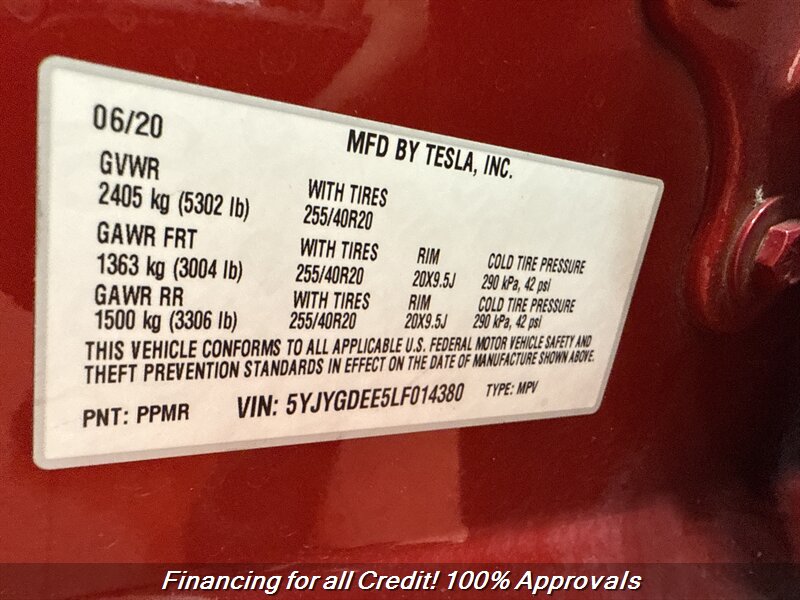 06/20
MFD BY TESLA, INC.
GVWR
2405 kg (5302 lb)
WITH TIRES
255/40R20
GAWR FRT
1363 kg (3004 lb)
WITH TIRES
255/40R20
RIM
20X9.5J
COLD TIRE PRESSURE
290 kPa, 42 psi
GAWR RR
1500 kg (3306 lb)
WITH TIRES
255/40R20
RIM
20X9.5J
COLD TIRE PRESSURE
290 kPa, 42 psi
THIS VEHICLE CONFORMS TO ALL APPLICABLE U.S. FEDERAL MOTOR VEHICLE SAFETY AND
THEFT PREVENTION STANDARDS IN EFFECT ON THE DATE OF MANUFACTURE SHOWN ABOVE.
PNT: PPMR VIN: 5YJYGDEE5LF014380 TYPE: MPV
Financing for all Credit! 100% Approvals